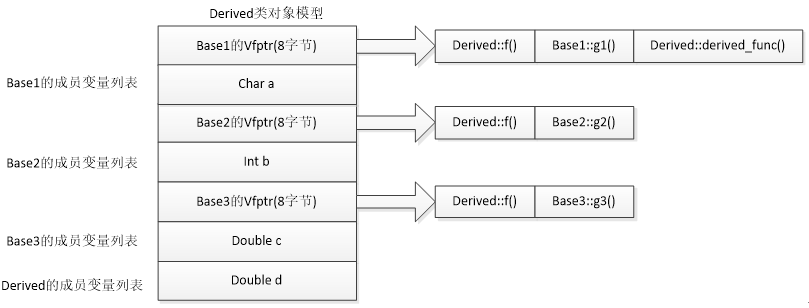 Derived类对象模型
Base1的Vfptr(8字节) Derived::f() Base1::g1() Derived::derived_func()
Base1的成员变量列表 Char a
Base2的Vfptr(8字节) Derived::f() Base2::g2()
Base2的成员变量列表 Int b
Base3的Vfptr(8字节) Derived::f() Base3::g3()
Base3的成员变量列表 Double c
Derived的成员变量列表 Double d